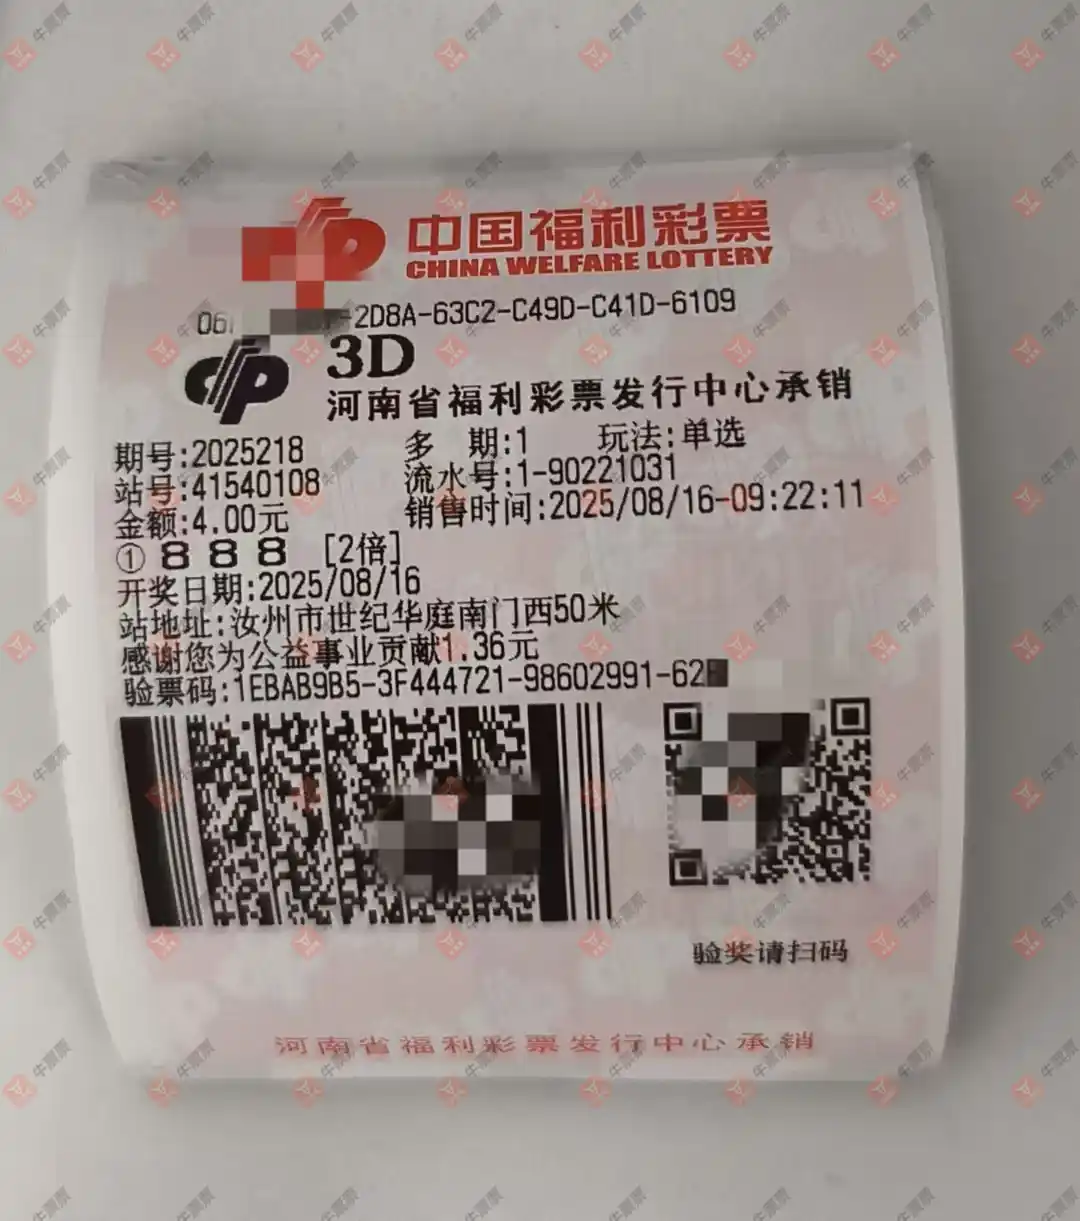 中国福利彩票
CHINA WELFARE LOTTERY
-2D8A-63C2-C49D-C41D-6109
3D
河南省福利彩票发行中心承销
期号:2025218 多 期:1 玩法:单选
站号:41540108 流水号:1-90221031
金额:4.00元 销售时间:2025/08/16-09:22:11
① 8 8 8 [2倍]
开奖日期:2025/08/16
站地址:汝州市世纪华庭南门西50米
感谢您为公益事业贡献1.36元
验票码:1EBAB9B5-3F444721-98602991-62
验奖请扫码
河南省福利彩票发行中心承销
牛票票